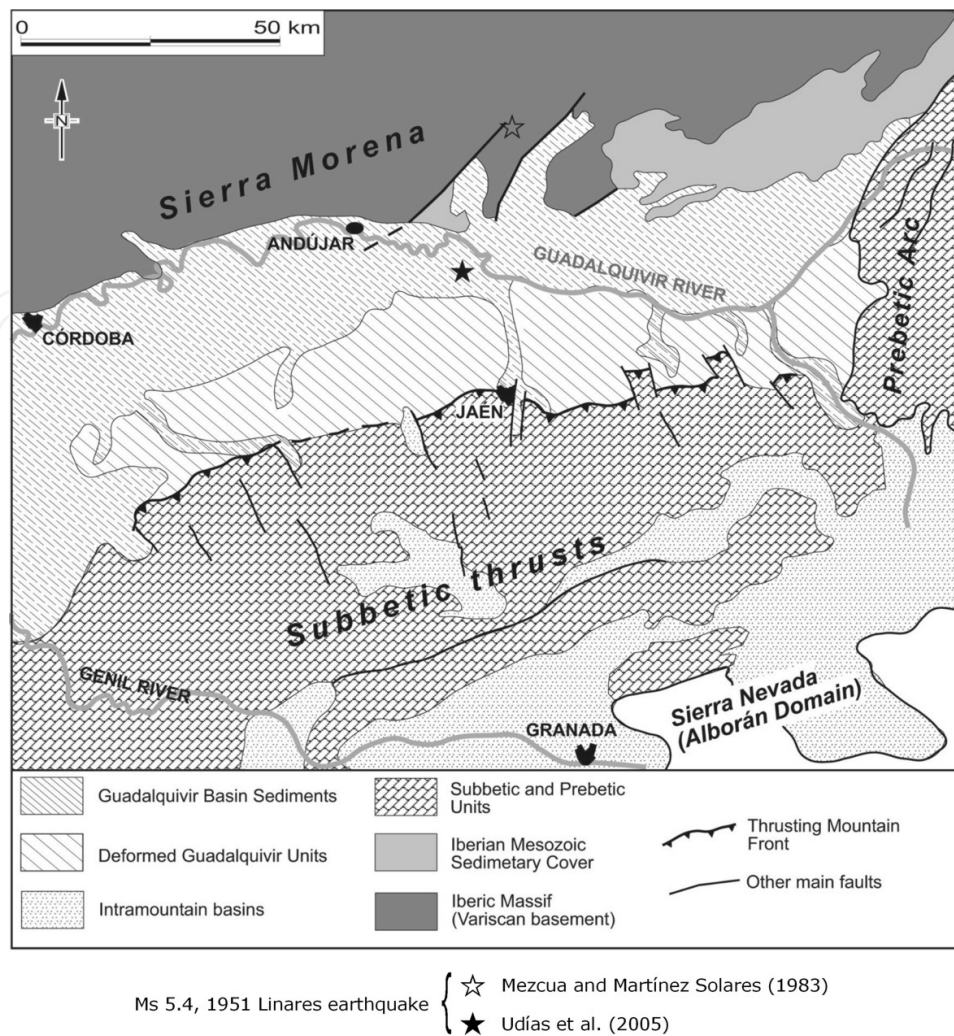 0 50 km
N
Sierra Morena
ANDÚJAR
GUADALQUIVIR RIVER
CÓRDOBA
Prebetic Arc
JAÉN
Subbetic thrusts
GENIL RIVER
Sierra Nevada
(Alborán Domain)
GRANADA
Guadalquivir Basin Sediments
Deformed Guadalquivir Units
Intramountain basins
Subbetic and Prebetic
Units
Iberian Mesozoic
Sedimetary Cover
Iberic Massif
(Variscan basement)
Thrusting Mountain
Front
Other main faults
Ms 5.4, 1951 Linares earthquake
Mezcua and Martínez Solares (1983)
Udías et al. (2005)